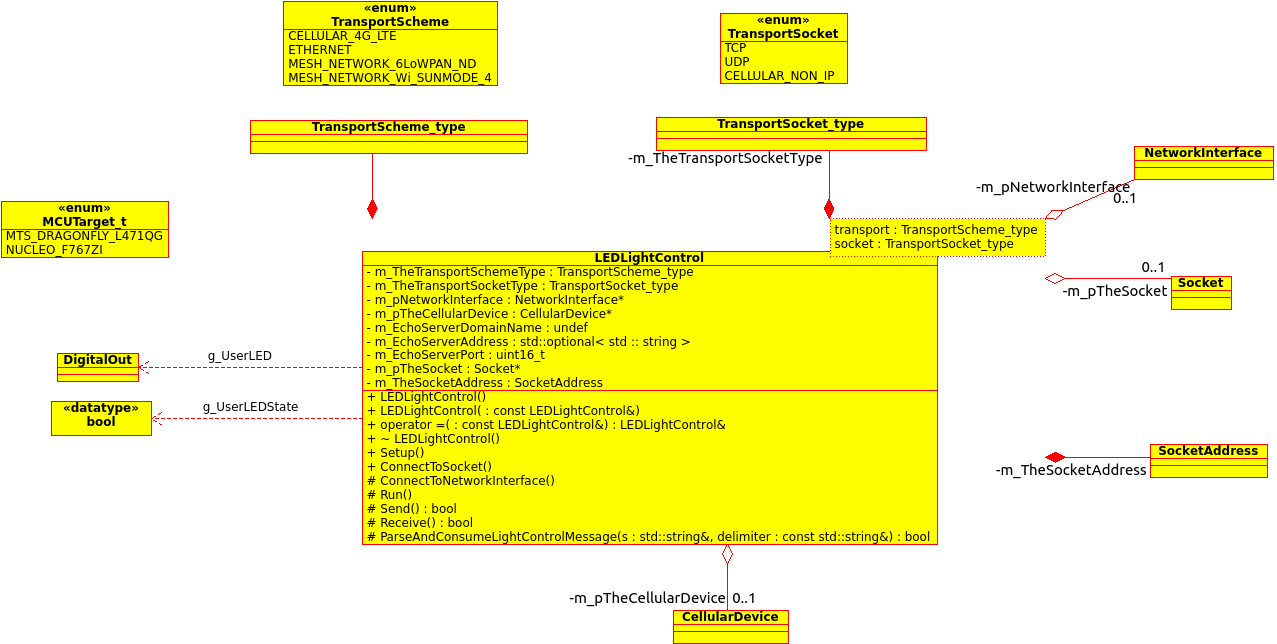 «enum»
TransportScheme
CELLULAR_4G_LTE
ETHERNET
MESH_NETWORK_6LoWPAN_ND
MESH_NETWORK_Wi_SUNMODE_4
«enum»
TransportSocket
TCP
UDP
CELLULAR_NON_IP
TransportScheme_type
TransportSocket_type
-m_TheTransportSocketType
NetworkInterface
-m_pNetworkInterface
0..1
«enum»
MCUTarget_t
MTS_DRAGONFLY_L471QG
NUCLEO_F767ZI
transport : TransportScheme_type
socket : TransportSocket_type
LEDLightControl
- m_TheTransportSchemeType : TransportScheme_type
- m_TheTransportSocketType : TransportSocket_type
- m_pNetworkInterface : NetworkInterface*
- m_pTheCellularDevice : CellularDevice*
- m_EchoServerDomainName : undef
- m_EchoServerAddress : std::optional< std :: string >
- m_EchoServerPort : uint16_t
- m_pTheSocket : Socket*
- m_TheSocketAddress : SocketAddress
+ LEDLightControl()
+ LEDLightControl( : const LEDLightControl&)
+ operator =( : const LEDLightControl&) : LEDLightControl&
+ ~ LEDLightControl()
+ Setup()
+ ConnectToSocket()
# ConnectToNetworkInterface()
# Run()
# Send() : bool
# Receive() : bool
# ParseAndConsumeLightControlMessage(s : std::string&, delimiter : const std::string&) : bool
0..1
-m_pTheSocket
Socket
DigitalOut
g_UserLED
«datatype»
bool
g_UserLEDState
SocketAddress
-m_TheSocketAddress
-m_pTheCellularDevice
0..1
CellularDevice